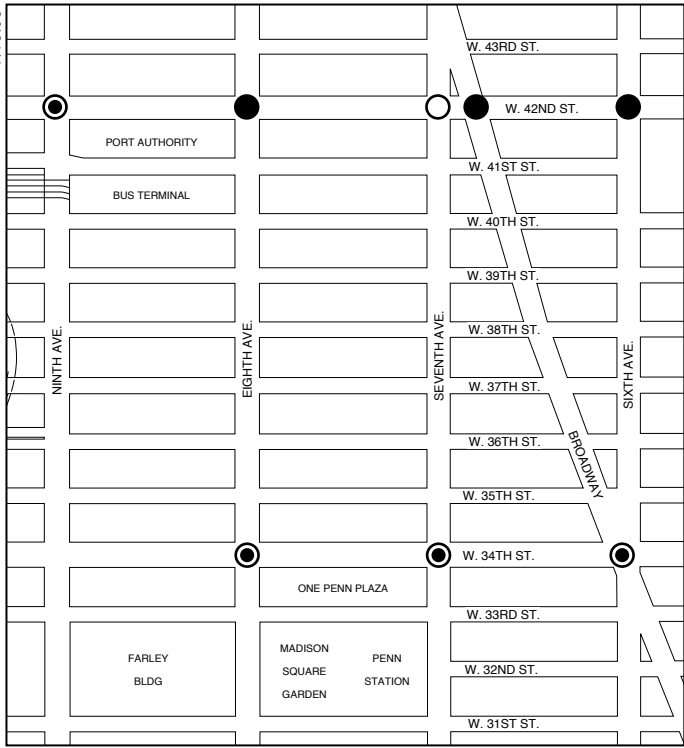 W. 43RD ST.
W. 42ND ST.
PORT AUTHORITY
W. 41ST ST.
BUS TERMINAL
W. 40TH ST.
W. 39TH ST.
W. 38TH ST.
NINTH AVE.
EIGHTH AVE.
SEVENTH AVE.
SIXTH AVE.
W. 37TH ST.
W. 36TH ST.
BROADWAY
W. 35TH ST.
W. 34TH ST.
ONE PENN PLAZA
W. 33RD ST.
FARLEY
BLDG
MADISON
SQUARE
GARDEN
PENN
STATION
W. 32ND ST.
W. 31ST ST.